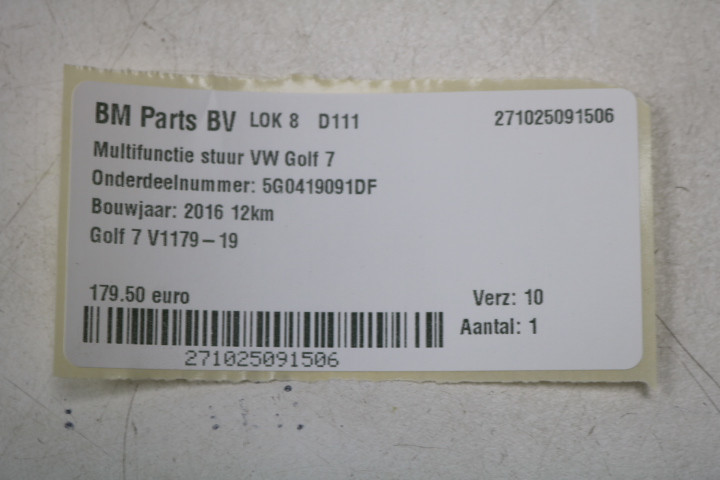 BM Parts BV LOK 8 D111 271025091506
Multifunctie stuur VW Golf 7
Onderdeelnummer: 5G0419091DF
Bouwjaar: 2016 12km
Golf 7 V1179-19
179.50 euro Verz: 10
Aantal: 1
271025091506